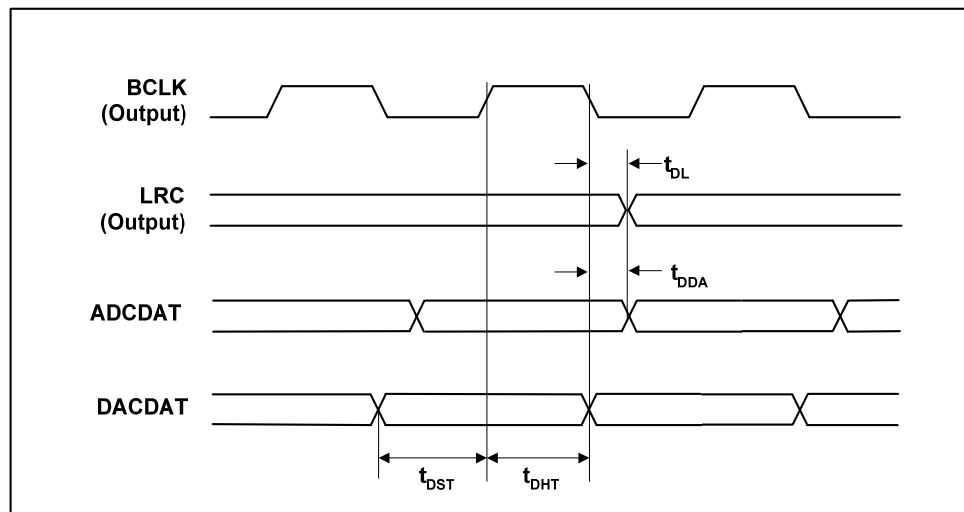 BCLK
(Output)
t_DL
LRC
(Output)
t_DDA
ADCDAT
DACDAT
t_DST
t_DHT